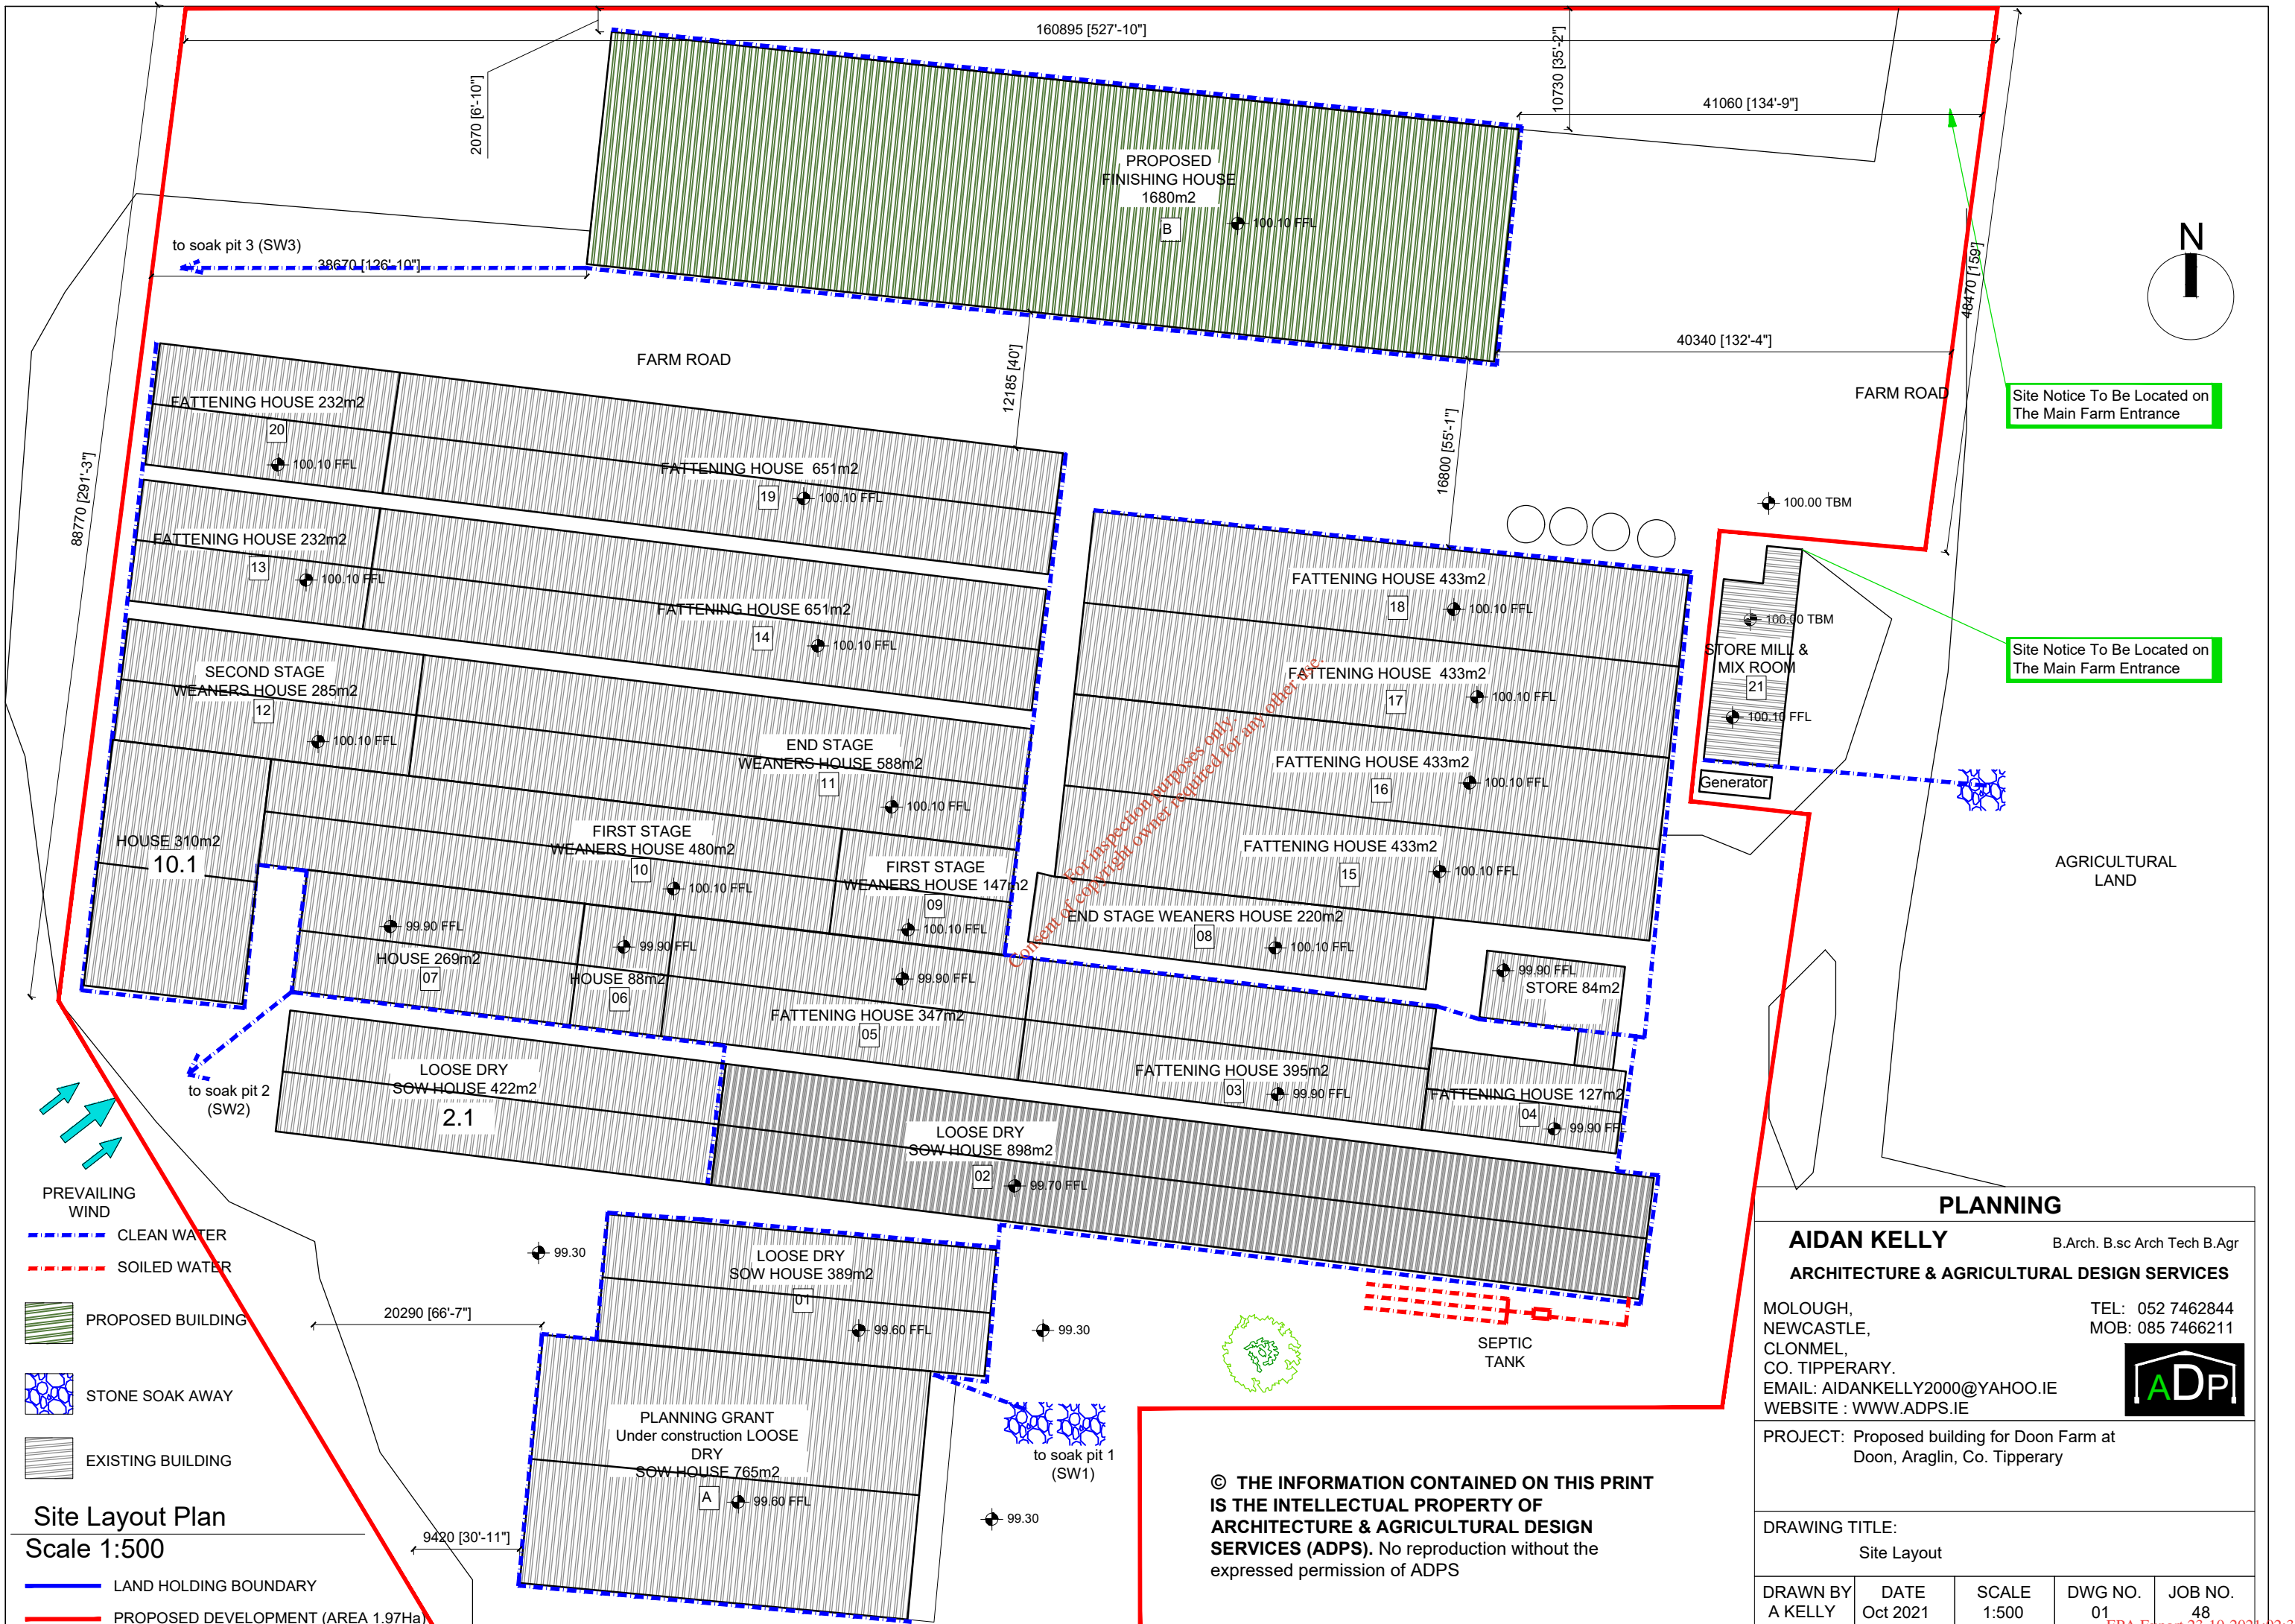 160895 [527'-10"]
2070 [6'-10"]
10730 [35'-2"]
41060 [134'-9"]
PROPOSED
FINISHING HOUSE
1680m2
B
100.10 FFL
N
to soak pit 3 (SW3)
38670 [126'-10"]
48470 [159']
40340 [132'-4"]
FARM ROAD
12185 [40']
16800 [55'-1"]
FARM ROAD
Site Notice To Be Located on
The Main Farm Entrance
88770 [291'-3"]
FATTENING HOUSE 232m2
20
100.10 FFL
FATTENING HOUSE 651m2
19
100.10 FFL
100.00 TBM
FATTENING HOUSE 232m2
13
100.10 FFL
FATTENING HOUSE 651m2
14
100.10 FFL
FATTENING HOUSE 433m2
18
100.10 FFL
100.00 TBM
STORE MILL &
MIX ROOM
21
100.10 FFL
Generator
Site Notice To Be Located on
The Main Farm Entrance
SECOND STAGE
WEANERS HOUSE 285m2
12
100.10 FFL
FATTENING HOUSE 433m2
17
100.10 FFL
END STAGE
WEANERS HOUSE 588m2
11
100.10 FFL
FATTENING HOUSE 433m2
16
100.10 FFL
HOUSE 310m2
10.1
FIRST STAGE
WEANERS HOUSE 480m2
10
100.10 FFL
FIRST STAGE
WEANERS HOUSE 147m2
09
100.10 FFL
FATTENING HOUSE 433m2
15
100.10 FFL
AGRICULTURAL
LAND
For inspection purposes only.
Consent of copyright owner required for any other use.
END STAGE WEANERS HOUSE 220m2
08
100.10 FFL
99.90 FFL
HOUSE 269m2
07
99.90 FFL
HOUSE 88m2
06
99.90 FFL
FATTENING HOUSE 347m2
05
99.90 FFL
STORE 84m2
to soak pit 2
(SW2)
LOOSE DRY
SOW HOUSE 422m2
2.1
FATTENING HOUSE 395m2
03
99.90 FFL
FATTENING HOUSE 127m2
04
99.90 FFL
LOOSE DRY
SOW HOUSE 898m2
02
99.70 FFL
PREVAILING
WIND
CLEAN WATER
SOILED WATER
PROPOSED BUILDING
STONE SOAK AWAY
EXISTING BUILDING
99.30
LOOSE DRY
SOW HOUSE 389m2
01
99.60 FFL
99.30
20290 [66'-7"]
SEPTIC
TANK
PLANNING GRANT
Under construction LOOSE
DRY
SOW HOUSE 765m2
A
99.60 FFL
to soak pit 1
(SW1)
99.30
9420 [30'-11"]
Site Layout Plan
Scale 1:500
LAND HOLDING BOUNDARY
PROPOSED DEVELOPMENT (AREA 1.97Ha)
© THE INFORMATION CONTAINED ON THIS PRINT
IS THE INTELLECTUAL PROPERTY OF
ARCHITECTURE & AGRICULTURAL DESIGN
SERVICES (ADPS). No reproduction without the
expressed permission of ADPS
PLANNING
AIDAN KELLY B.Arch. B.sc Arch Tech B.Agr
ARCHITECTURE & AGRICULTURAL DESIGN SERVICES
MOLOUGH, TEL: 052 7462844
NEWCASTLE, MOB: 085 7466211
CLONMEL,
CO. TIPPERARY.
EMAIL: AIDANKELLY2000@YAHOO.IE
WEBSITE : WWW.ADPS.IE
ADP
PROJECT: Proposed building for Doon Farm at
Doon, Araglin, Co. Tipperary
DRAWING TITLE:
Site Layout
DRAWN BY DATE SCALE DWG NO. JOB NO.
A KELLY Oct 2021 1:500 01 48